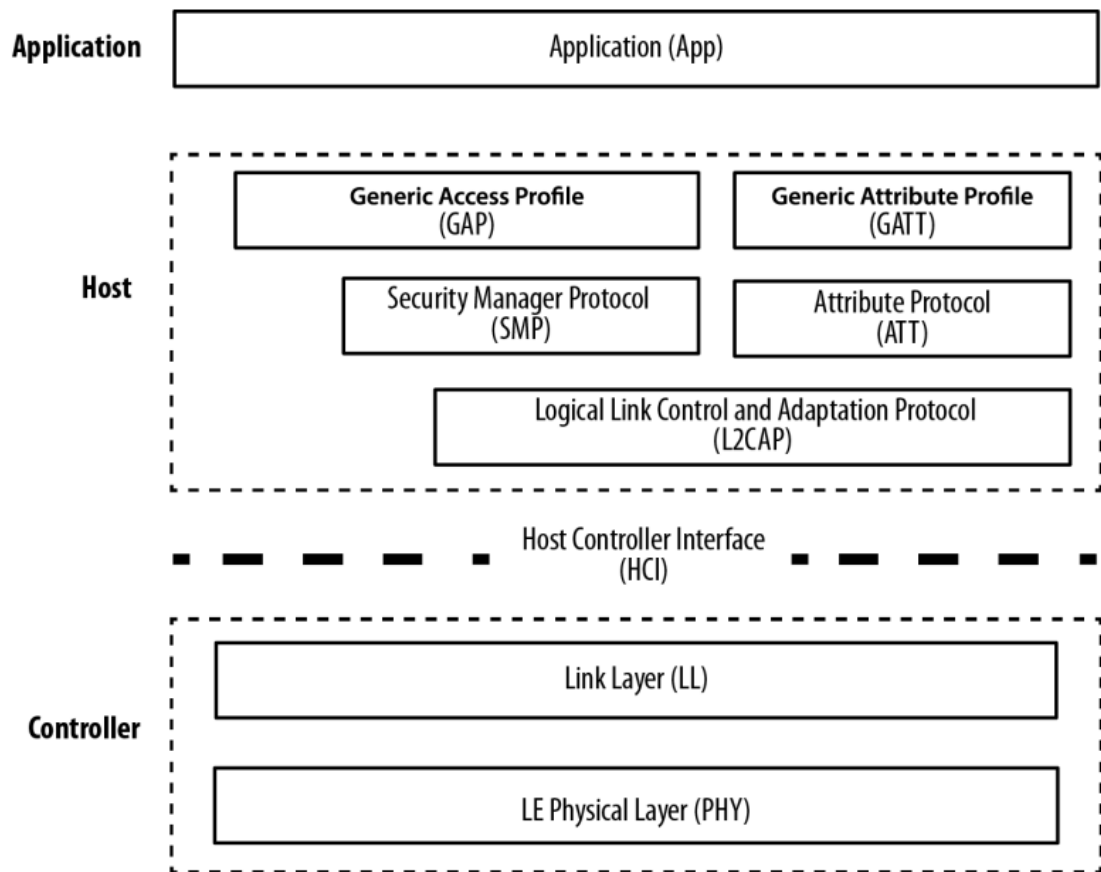 Application
Application (App)
Generic Access Profile
(GAP)
Generic Attribute Profile
(GATT)
Host
Security Manager Protocol
(SMP)
Attribute Protocol
(ATT)
Logical Link Control and Adaptation Protocol
(L2CAP)
Host Controller Interface
(HCI)
Link Layer (LL)
Controller
LE Physical Layer (PHY)